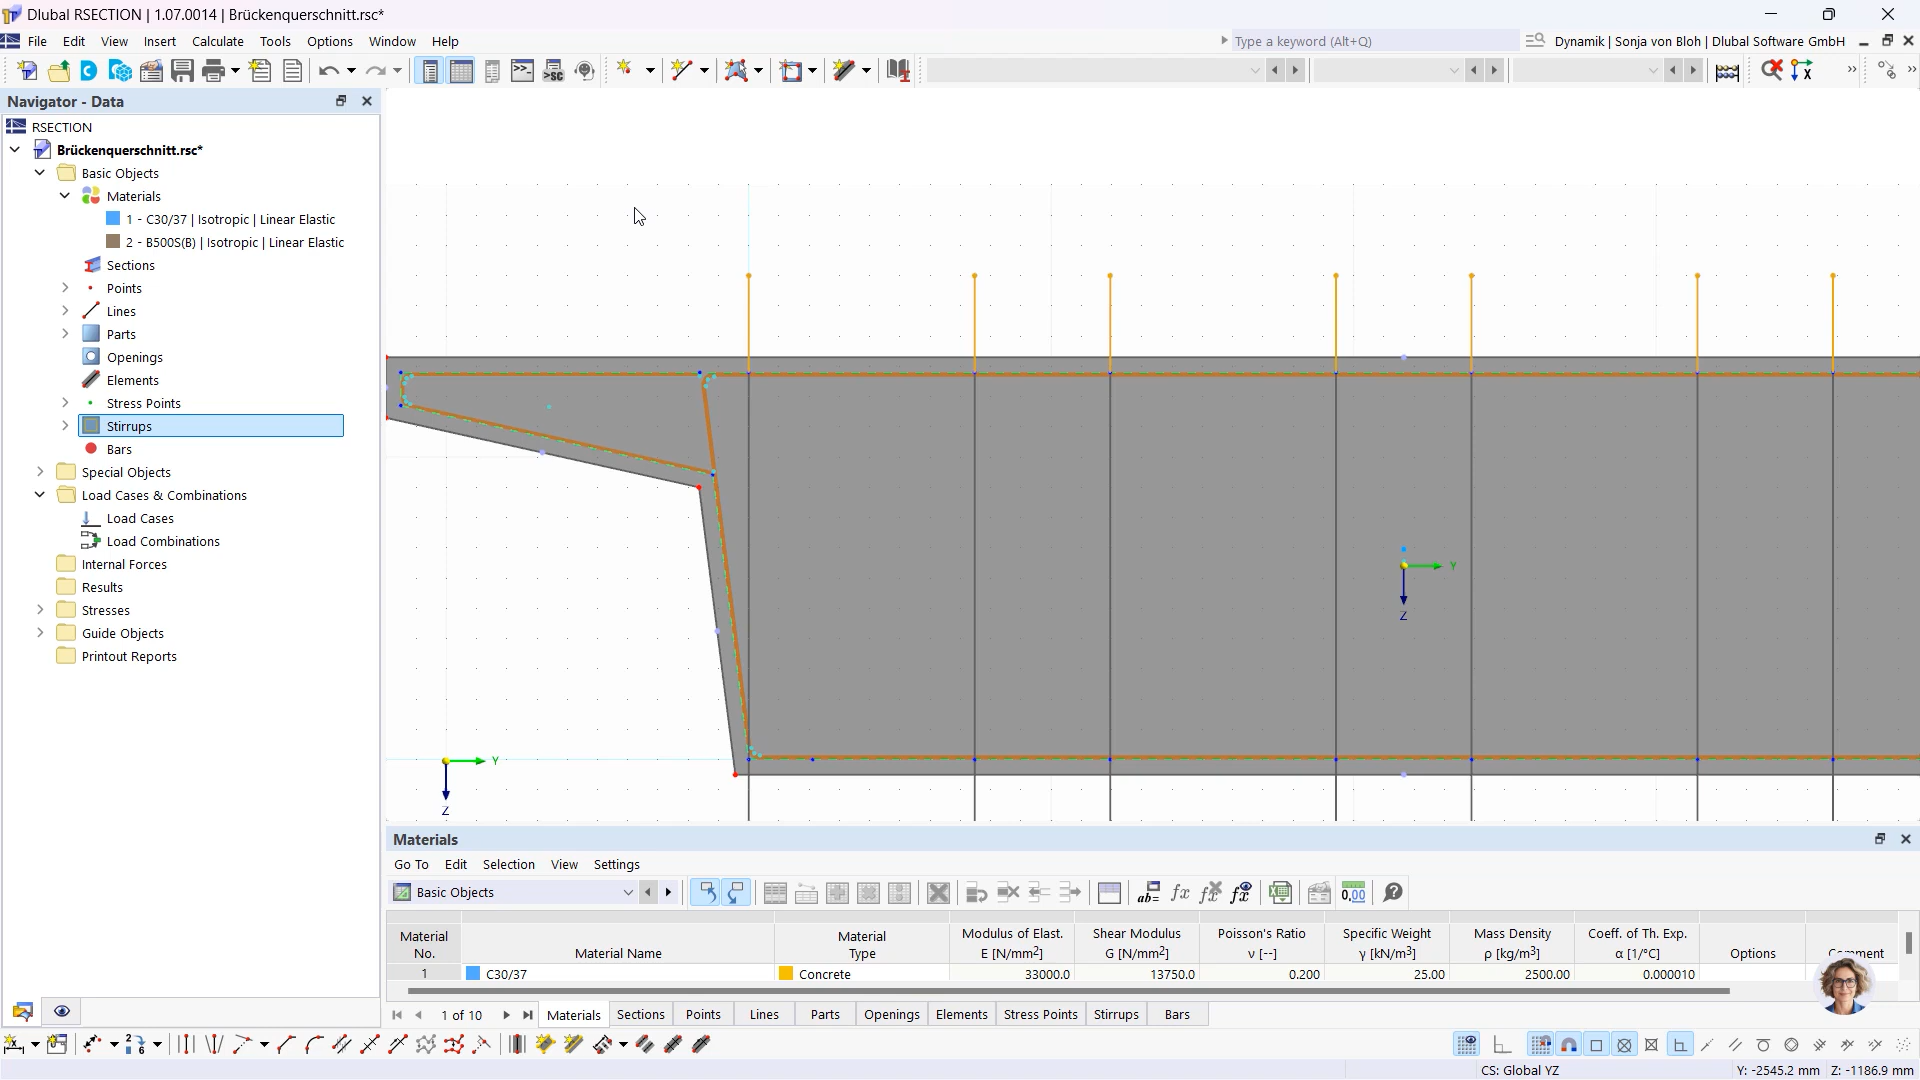 Dlubal RSECTION | 1.07.0014 | Brückenquerschnitt.rsc*
File Edit View Insert Calculate Tools Options Window Help
Type a keyword (Alt+Q)
Dynamik | Sonja von Bloh | Dlubal Software GmbH
>SC
x
Navigator - Data
RSECTION
Brückenquerschnitt.rsc*
Basic Objects
Materials
1 - C30/37 | Isotropic | Linear Elastic
2 - B500S(B) | Isotropic | Linear Elastic
Sections
Points
Lines
Parts
Openings
Elements
Stress Points
Stirrups
Bars
Special Objects
Load Cases & Combinations
Load Cases
Load Combinations
Internal Forces
Results
Stresses
Guide Objects
Printout Reports
Y
Z
Y
Z
Materials
Go To Edit Selection View Settings
Basic Objects
ab= fx fx fx 0,00
Material No.
Material Name
Material Type
Modulus of Elast. E [N/mm2]
Shear Modulus G [N/mm2]
Poisson's Ratio ν [--]
Specific Weight γ [kN/m3]
Mass Density ρ [kg/m3]
Coeff. of Th. Exp. α [1/°C]
Options
1 C30/37 Concrete 33000.0 13750.0 0.200 25.00 2500.00 0.000010
1 of 10 Materials Sections Points Lines Parts Openings Elements Stress Points Stirrups Bars
CS: Global YZ
Y: -2545.2 mm Z: -1186.9 mm